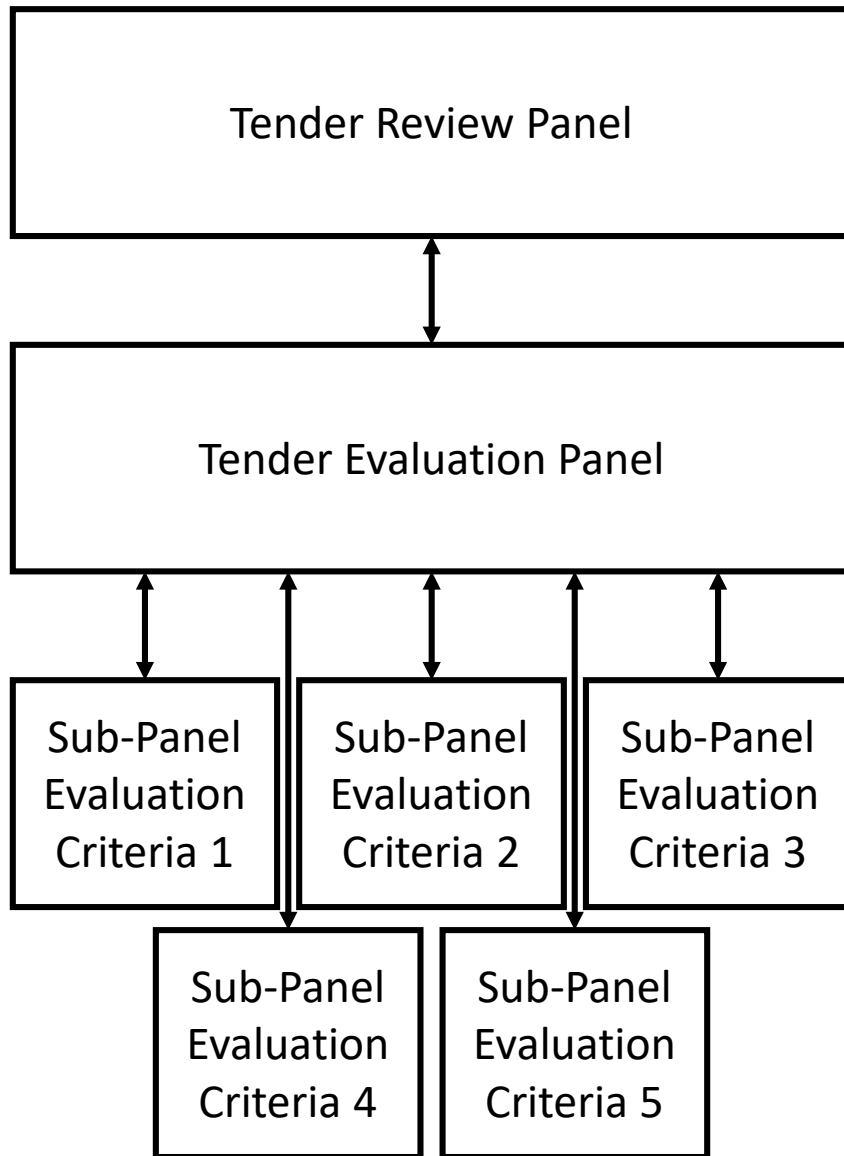 Tender Review Panel
Tender Evaluation Panel
Sub-Panel
Evaluation
Criteria 1
Sub-Panel
Evaluation
Criteria 2
Sub-Panel
Evaluation
Criteria 3
Sub-Panel
Evaluation
Criteria 4
Sub-Panel
Evaluation
Criteria 5